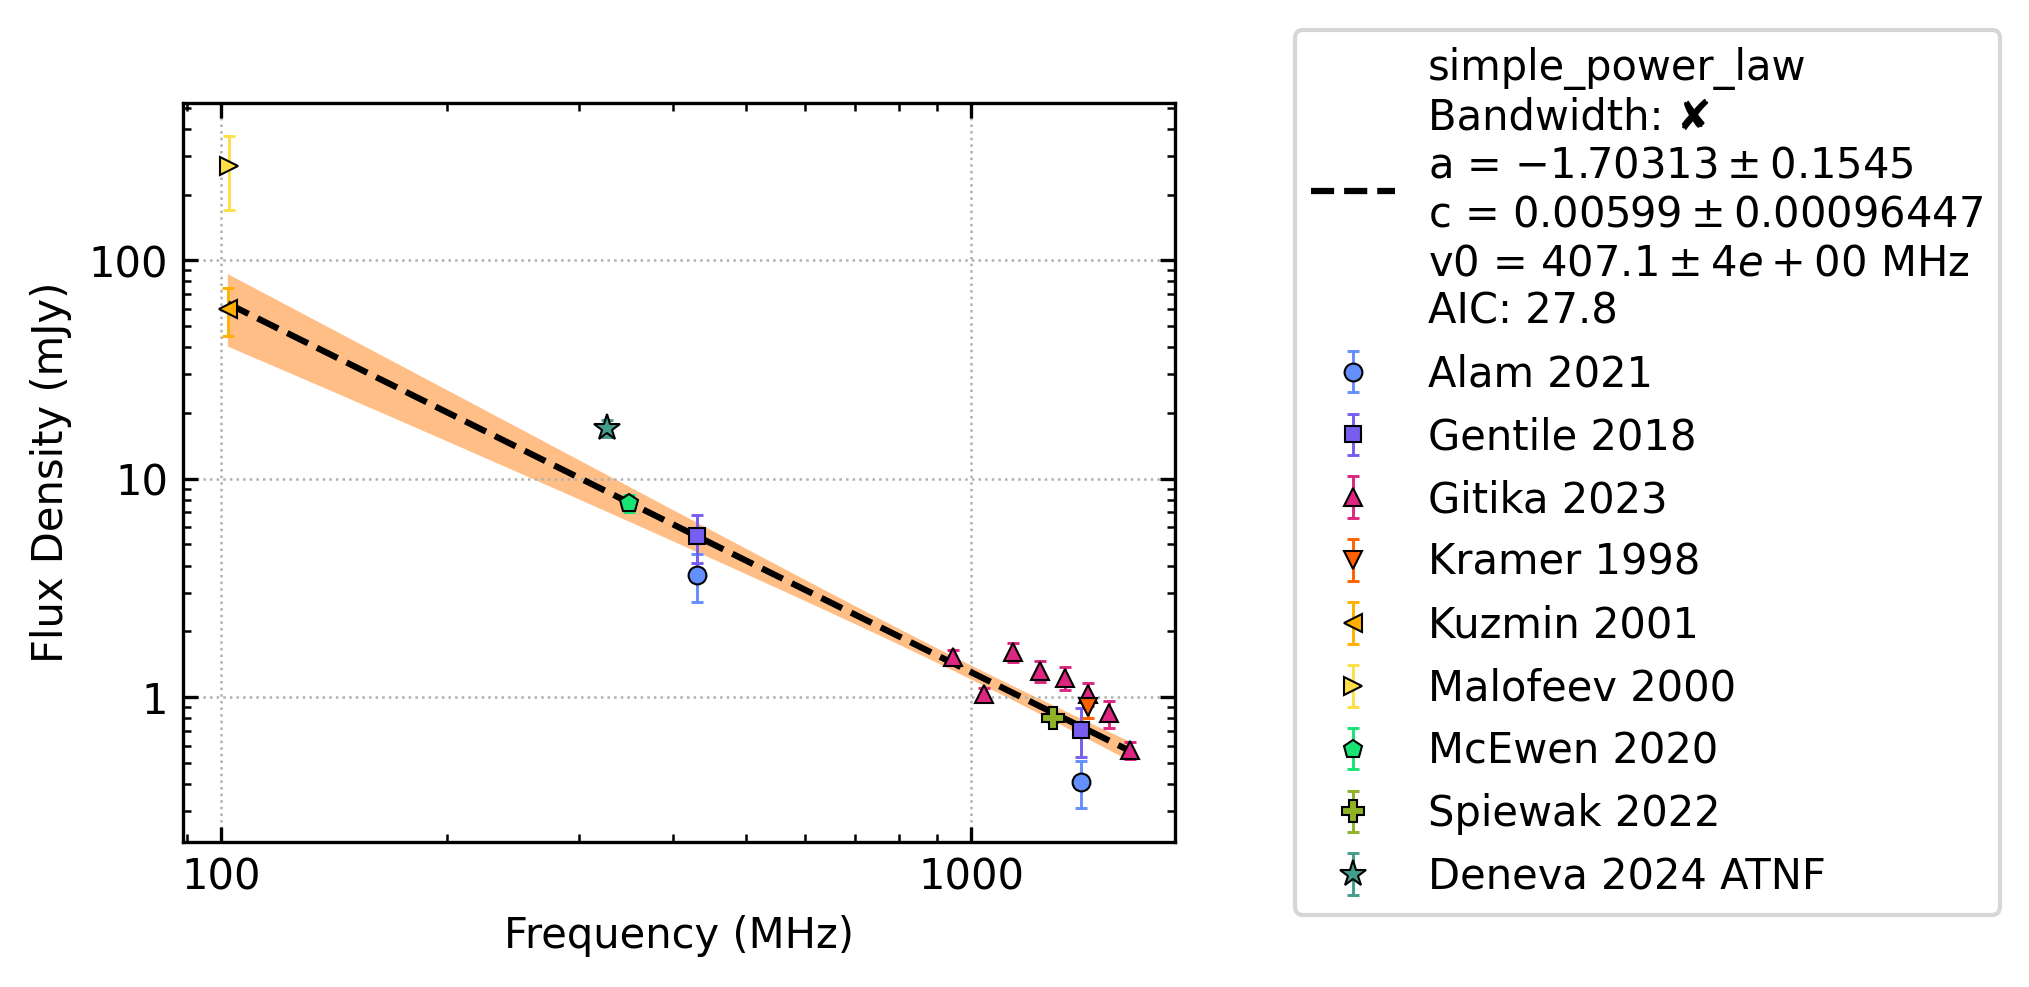 100
10
1
100
1000
Flux Density (mJy)
Frequency (MHz)
simple_power_law
Bandwidth: ✘
a = −1.70313 ± 0.1545
c = 0.00599 ± 0.00096447
v0 = 407.1 ± 4e + 00 MHz
AIC: 27.8
Alam 2021
Gentile 2018
Gitika 2023
Kramer 1998
Kuzmin 2001
Malofeev 2000
McEwen 2020
Spiewak 2022
Deneva 2024 ATNF